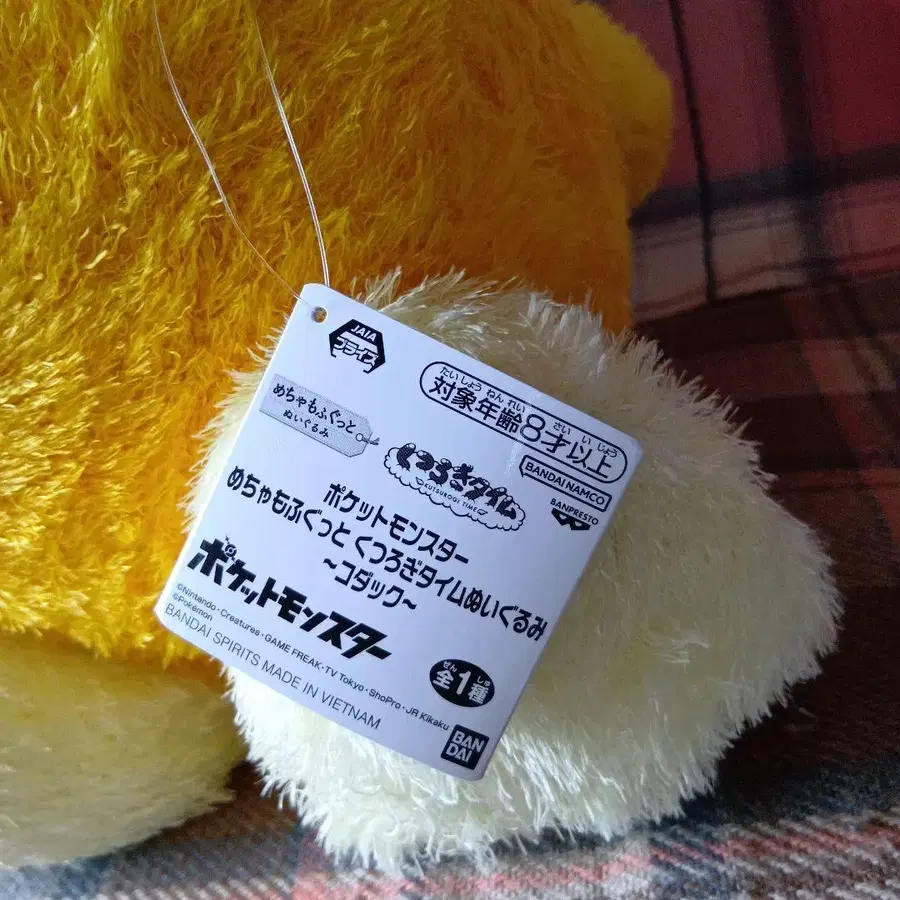 JAIA
プライズ
たいしょうねんれい さいいじょう
対象年齢8才以上
めちゃもふぐっと
ぬいぐるみ
くつろぎタイム
KUTSUROGI TIME
BANDAI NAMCO
BANPRESTO
ポケットモンスター
めちゃもふぐっと くつろぎタイムぬいぐるみ
~コダック~
ポケットモンスター
©Nintendo・Creatures・GAME FREAK・TV Tokyo・ShoPro・JR Kikaku
©Pokémon
BANDAI SPIRITS MADE IN VIETNAM
ぜん しゅ
全1種
BAN
DAI